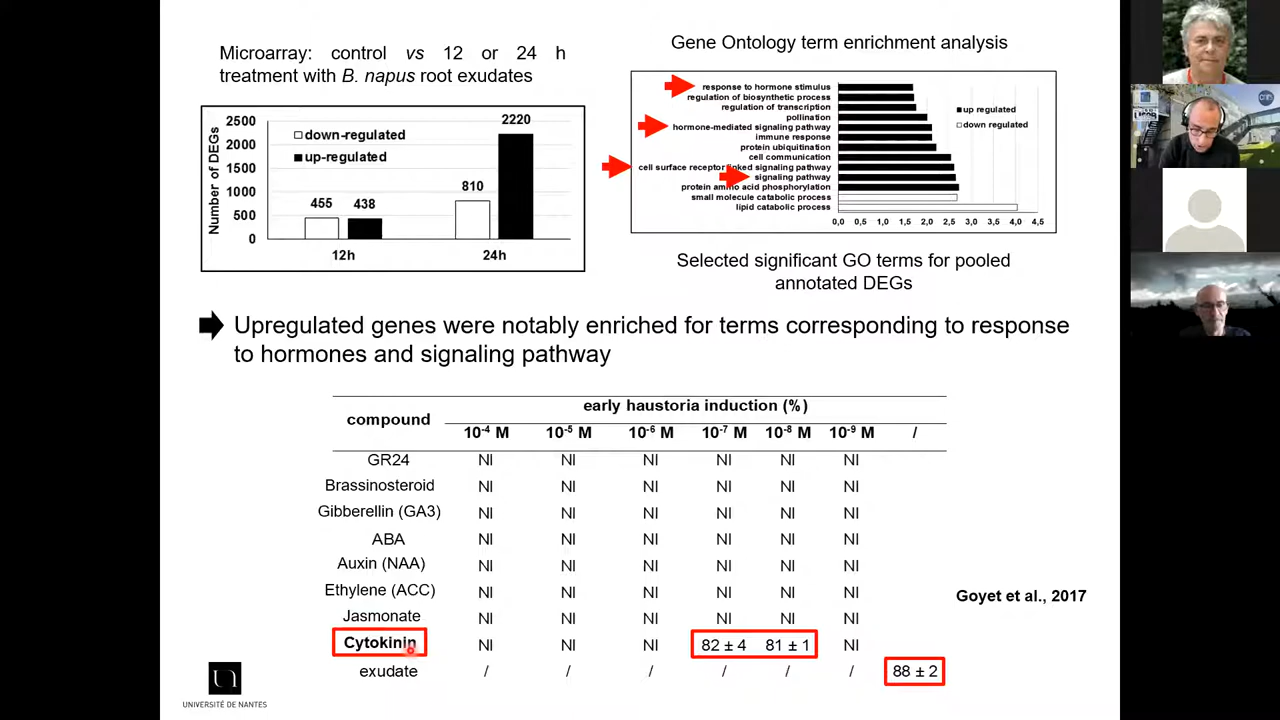 Microarray: control vs 12 or 24 h
treatment with B. napus root exudates
Number of DEGs
2500
2000
1500
1000
500
0
down-regulated
up-regulated
455
438
810
2220
12h
24h
Gene Ontology term enrichment analysis
response to hormone stimulus
regulation of biosynthetic process
regulation of transcription
pollination
hormone-mediated signaling pathway
immune response
protein ubiquitination
cell communication
cell surface receptor linked signaling pathway
signaling pathway
protein amino acid phosphorylation
small molecule catabolic process
lipid catabolic process
up regulated
down regulated
0,0 0,5 1,0 1,5 2,0 2,5 3,0 3,5 4,0 4,5
Selected significant GO terms for pooled
annotated DEGs
Upregulated genes were notably enriched for terms corresponding to response
to hormones and signaling pathway
compound early haustoria induction (%)
10-4 M 10-5 M 10-6 M 10-7 M 10-8 M 10-9 M /
GR24 NI NI NI NI NI NI
Brassinosteroid NI NI NI NI NI NI
Gibberellin (GA3) NI NI NI NI NI NI
ABA NI NI NI NI NI NI
Auxin (NAA) NI NI NI NI NI NI
Ethylene (ACC) NI NI NI NI NI NI
Jasmonate NI NI NI NI NI NI
Cytokinin NI NI NI 82 ± 4 81 ± 1 NI
exudate / / / / / / 88 ± 2
Goyet et al., 2017
UNIVERSITÉ DE NANTES